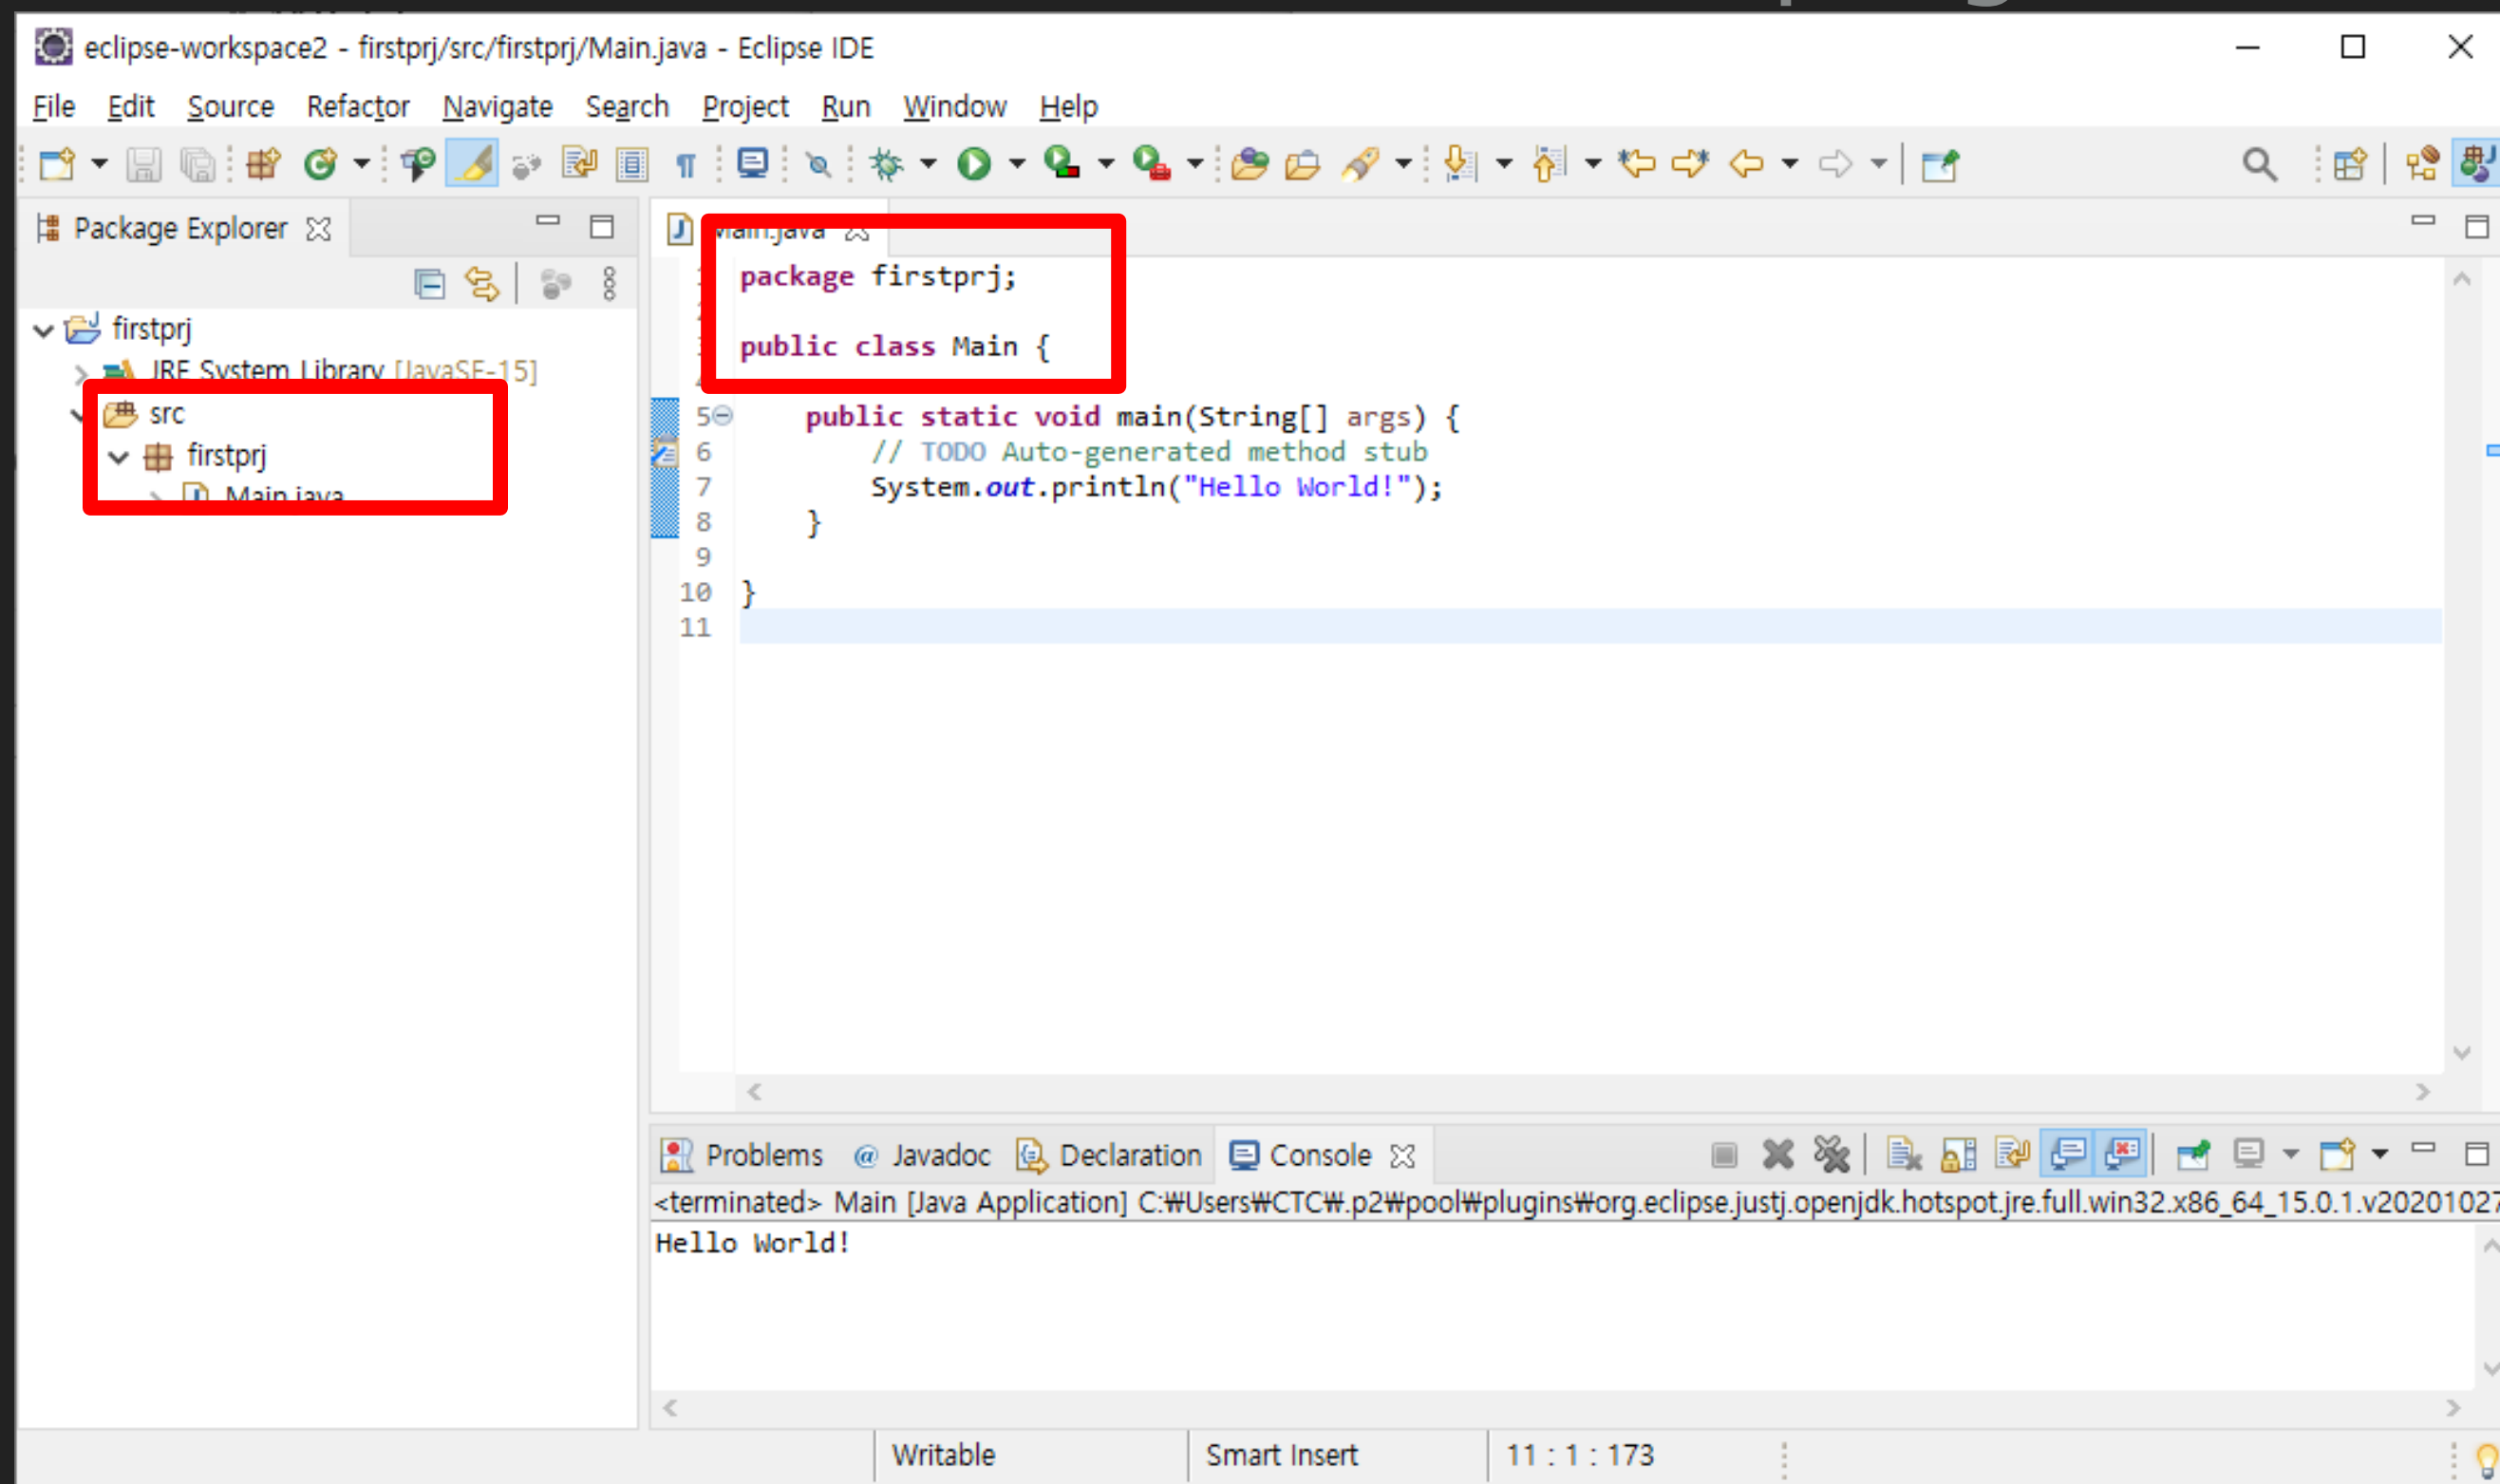 eclipse-workspace2 - firstprj/src/firstprj/Main.java - Eclipse IDE
File Edit Source Refactor Navigate Search Project Run Window Help
Package Explorer
firstprj
JRE System Library [JavaSE-15]
src
firstprj
Main.java
Main.java
package firstprj;
public class Main {
5 public static void main(String[] args) {
6 // TODO Auto-generated method stub
7 System.out.println("Hello World!");
8 }
9
10 }
11
Problems @ Javadoc Declaration Console
<terminated> Main [Java Application] C:₩Users₩CTC₩.p2₩pool₩plugins₩org.eclipse.justj.openjdk.hotspot.jre.full.win32.x86_64_15.0.1.v20201027
Hello World!
Writable Smart Insert 11 : 1 : 173